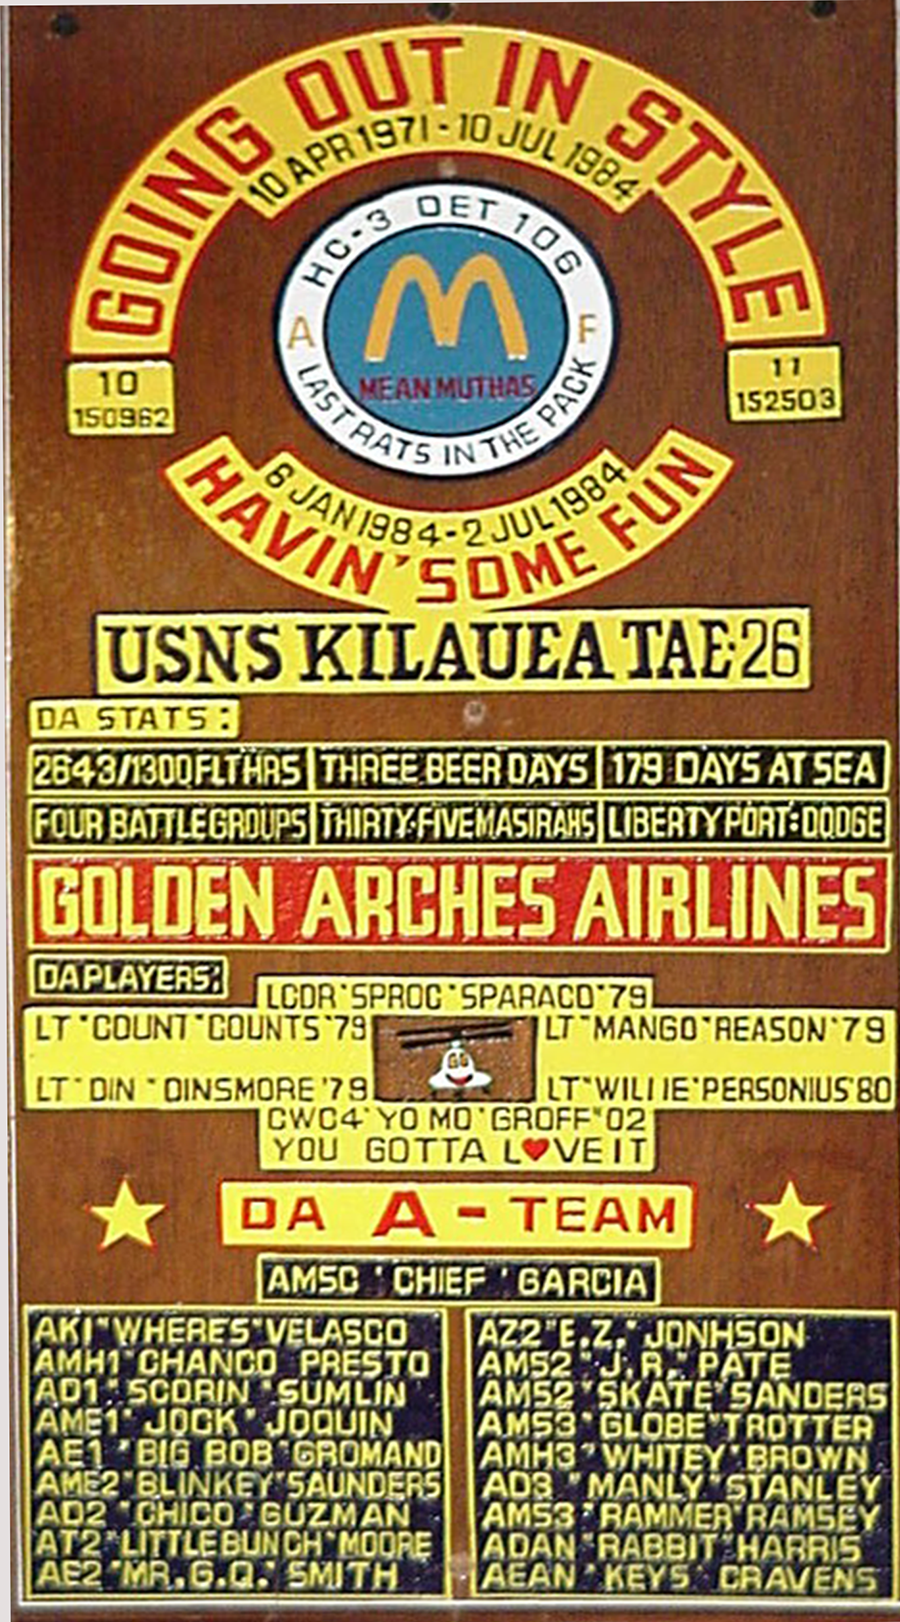 GOING OUT IN STYLE
10 APR 1971 - 10 JUL 1984
HC-3 DET 106
A F
M
MEAN MUTHAS
LAST RATS IN THE PACK
10
150962
11
152503
6 JAN 1984 - 2 JUL 1984
HAVIN' SOME FUN
USNS KILAUEA TAE-26
DA STATS:
2643/1300 FLT HRS THREE BEER DAYS 179 DAYS AT SEA
FOUR BATTLEGROUPS THIRTY-FIVE MASIRAHS LIBERTY PORT: DODGE
GOLDEN ARCHES AIRLINES
DA PLAYERS:
LCDR "SPROC" SPARACO '79
LT "COUNT" COUNTS '79
LT "MANGO" REASON '79
LT "DIN" DINSMORE '79
LT "WILLIE" PERSONIUS '80
CWO4 "YO MO" GROFF "02
YOU GOTTA L♥VE IT
DA A-TEAM
AMSC "CHIEF" GARCIA
AK1 "WHERES" VELASCO
AMH1 "CHANCO" PRESTO
AD1 "SCORIN" SUMLIN
AME1 "JOCK" JOQUIN
AE1 "BIG BOB" GROMAND
AME2 "BLINKEY" SAUNDERS
AD2 "CHICO" GUZMAN
AT2 "LITTLE BUNCH" MOORE
AE2 "MR. G.Q." SMITH
AZ2 "E.Z." JONHSON
AMS2 "J.R." PATE
AMS2 "SKATE" SANDERS
AMS3 "GLOBE" TROTTER
AMH3 "WHITEY" BROWN
AD3 "MANLY" STANLEY
AMS3 "RAMMER" RAMSEY
ADAN "RABBIT" HARRIS
AEAN "KEYS" CRAVENS